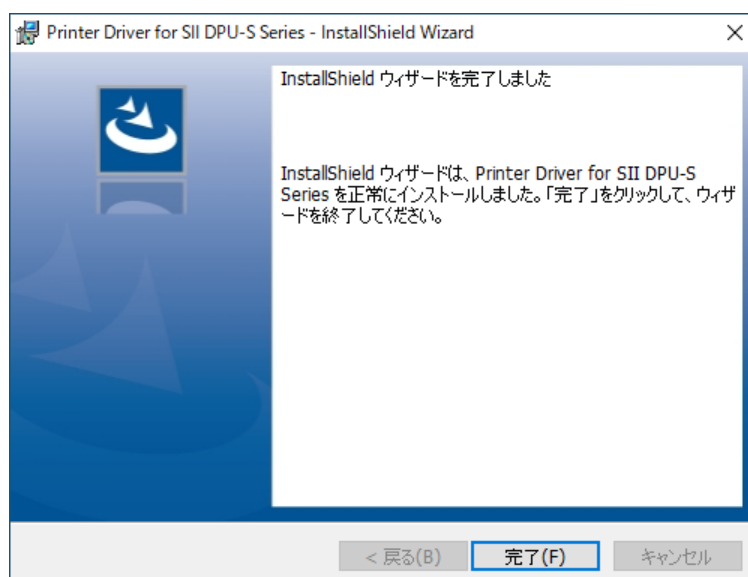 Printer Driver for SII DPU-S Series - InstallShield Wizard
InstallShield ウィザードを完了しました
InstallShield ウィザードは、Printer Driver for SII DPU-S
Series を正常にインストールしました。「完了」をクリックして、ウィザ
ードを終了してください。
< 戻る(B)
完了(F)
キャンセル